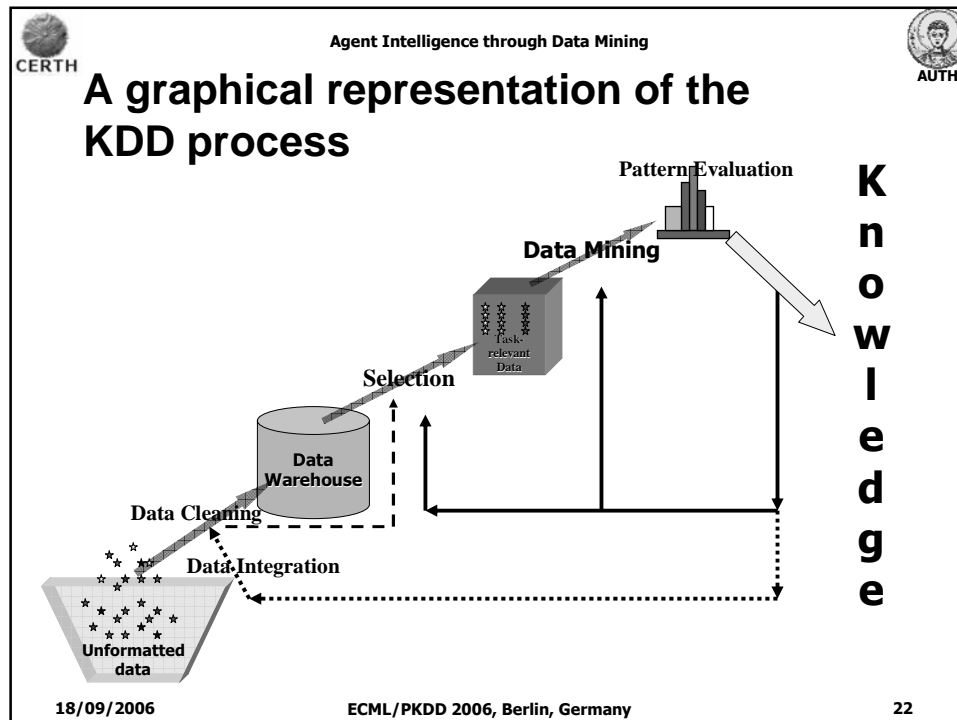 Agent Intelligence through Data Mining
CERTH
AUTH
A graphical representation of the
KDD process
Pattern Evaluation
Knowledge
Data Mining
Task-
relevant
Data
Selection
Data
Warehouse
Data Cleaning
Data Integration
Unformatted
data
18/09/2006
ECML/PKDD 2006, Berlin, Germany
22